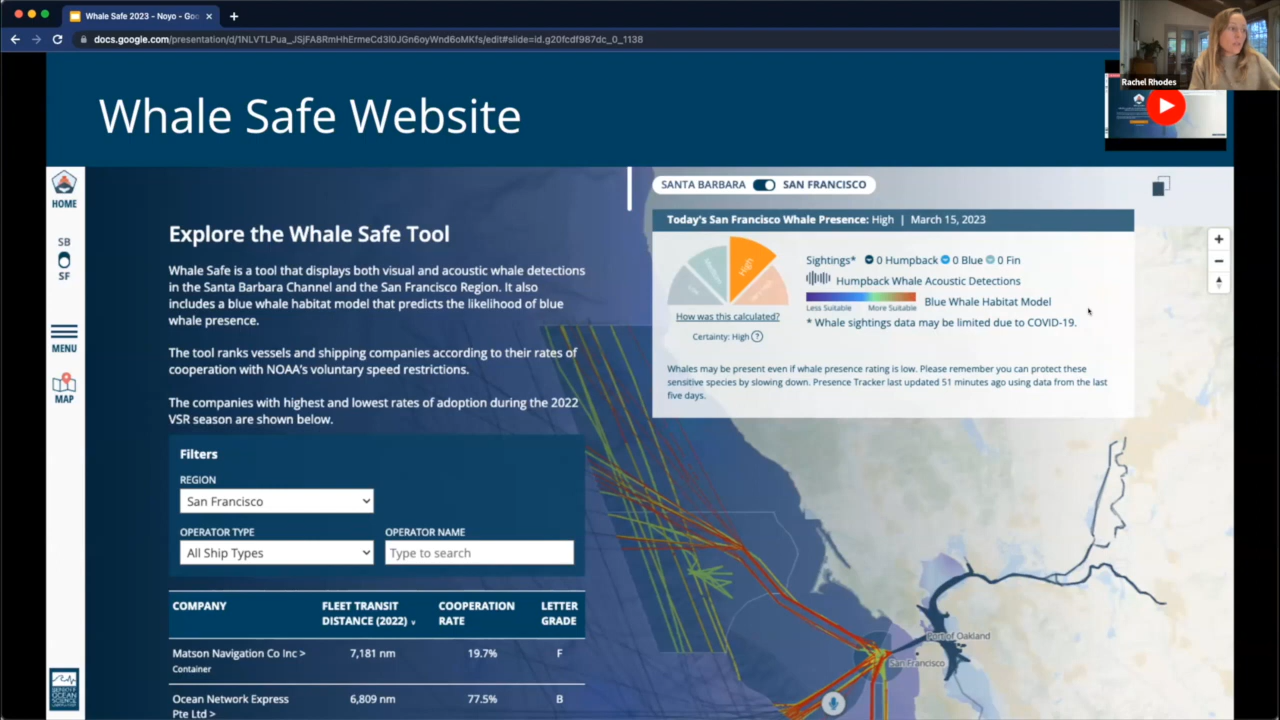 Whale Safe 2023 - Noyo - Goo
docs.google.com/presentation/d/1NLVTLPua_JSjFA8RmHhErmeCd3l0JGn6oyWnd6oMKfs/edit#slide=id.g20fcdf987dc_0_1138
Rachel Rhodes
Whale Safe Website
HOME
SB
SF
MENU
MAP
Explore the Whale Safe Tool
Whale Safe is a tool that displays both visual and acoustic whale detections
in the Santa Barbara Channel and the San Francisco Region. It also
includes a blue whale habitat model that predicts the likelihood of blue
whale presence.
The tool ranks vessels and shipping companies according to their rates of
cooperation with NOAA's voluntary speed restrictions.
The companies with highest and lowest rates of adoption during the 2022
VSR season are shown below.
Filters
REGION
San Francisco
OPERATOR TYPE OPERATOR NAME
All Ship Types Type to search
COMPANY FLEET TRANSIT DISTANCE (2022) COOPERATION RATE LETTER GRADE
Matson Navigation Co Inc > 7,181 nm 19.7% F
Container
Ocean Network Express 6,809 nm 77.5% B
Pte Ltd >
SANTA BARBARA SAN FRANCISCO
Today's San Francisco Whale Presence: High | March 15, 2023
High
Sightings* 0 Humpback 0 Blue 0 Fin
Humpback Whale Acoustic Detections
Blue Whale Habitat Model
Less Suitable More Suitable
* Whale sightings data may be limited due to COVID-19.
How was this calculated?
Certainty: High ?
Whales may be present even if whale presence rating is low. Please remember you can protect these
sensitive species by slowing down. Presence Tracker last updated 51 minutes ago using data from the last
five days.
Port of Oakland
San Francisco